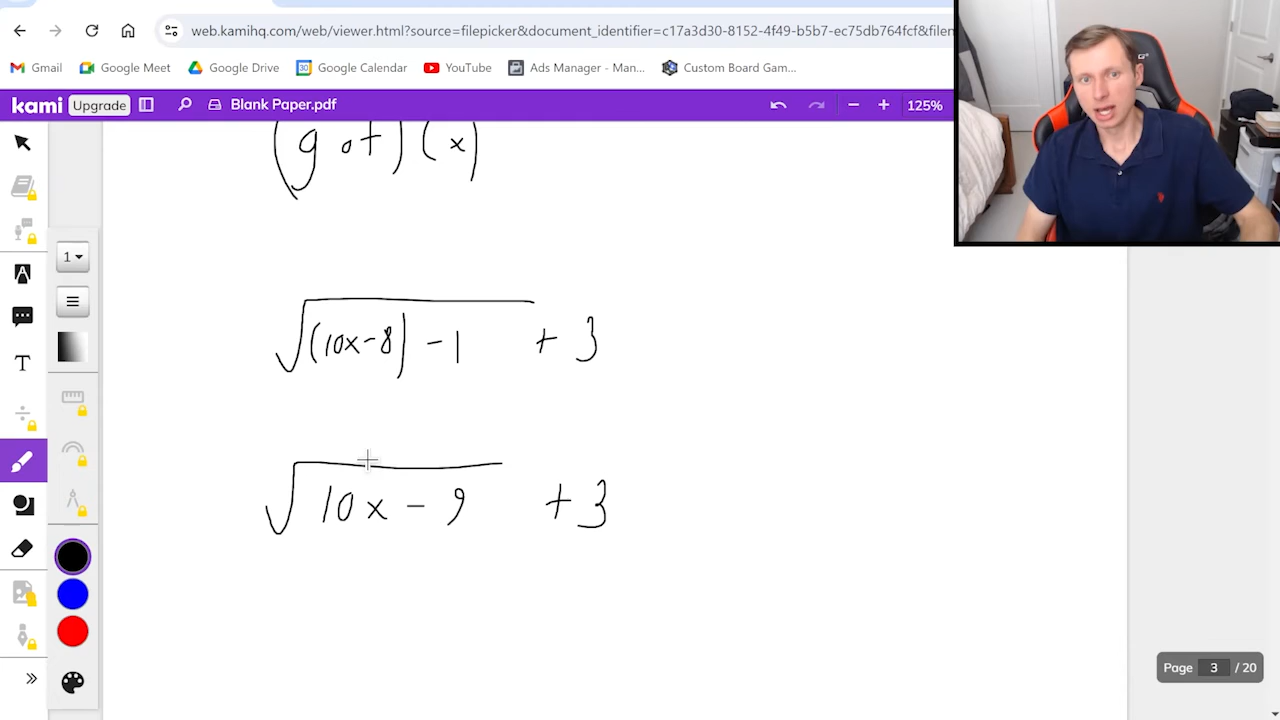 web.kamihq.com/web/viewer.html?source=filepicker&document_identifier=c17a3d30-8152-4f49-b5b7-ec75db764fcf&filen
Gmail Google Meet Google Drive 30 Google Calendar YouTube Ads Manager - Man... Custom Board Gam...
kami Upgrade Blank Paper.pdf 125%
(g o f) (x)
1
√(10x-8) - 1 + 3
T
√10x - 9 + 3
Page 3 / 20